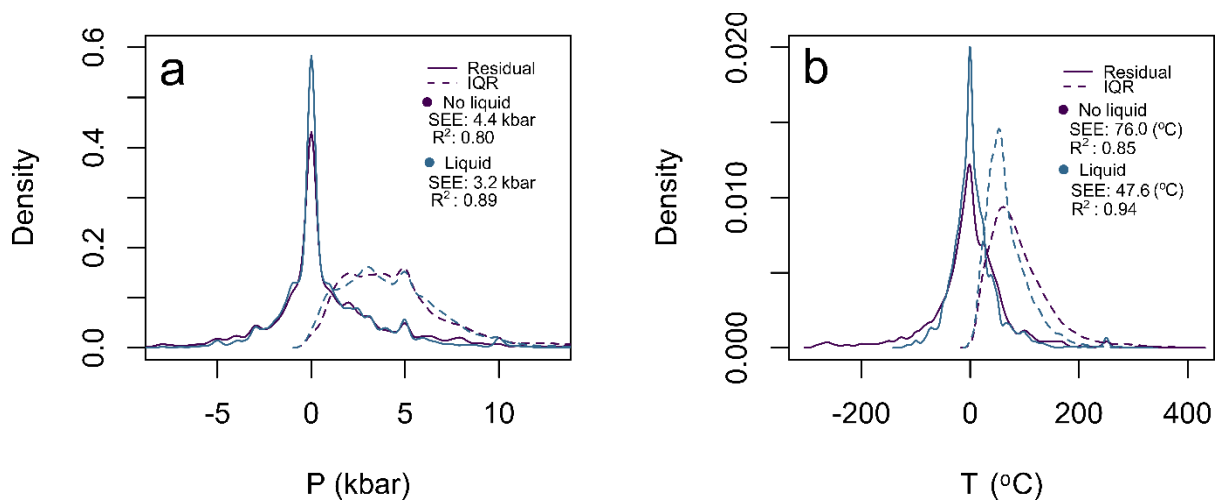 a
Density
0.0
0.2
0.4
0.6
Residual
IQR
No liquid
SEE: 4.4 kbar
R²: 0.80
Liquid
SEE: 3.2 kbar
R²: 0.89
-5 0 5 10
P (kbar)
b
Density
0.000
0.010
0.020
Residual
IQR
No liquid
SEE: 76.0 (ºC)
R²: 0.85
Liquid
SEE: 47.6 (ºC)
R²: 0.94
-200 0 200 400
T (ºC)